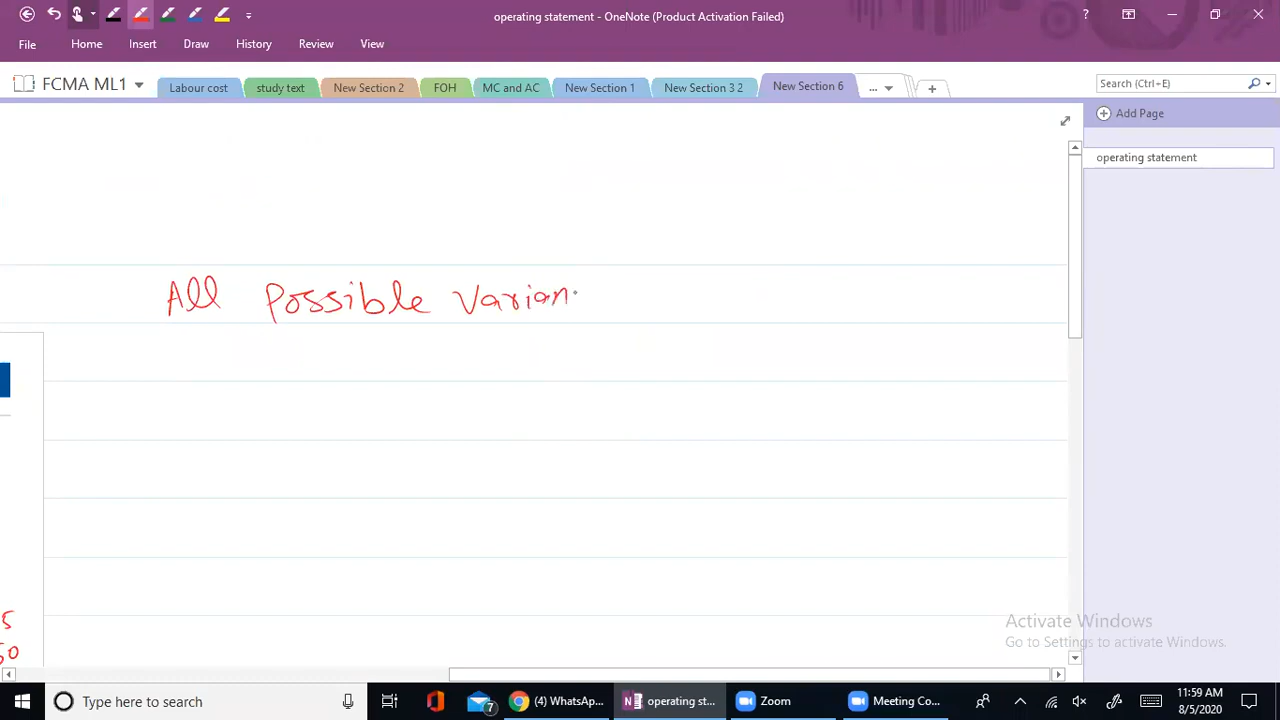 operating statement - OneNote (Product Activation Failed)
File Home Insert Draw History Review View
FCMA ML1 Labour cost study text New Section 2 FOH MC and AC New Section 1 New Section 3 2 New Section 6 ... Search (Ctrl+E)
Add Page
operating statement
All Possible Varian
5
50
Activate Windows
Go to Settings to activate Windows.
Type here to search 7 (4) WhatsAp... operating st... Zoom Meeting Co... 11:59 AM
8/5/2020